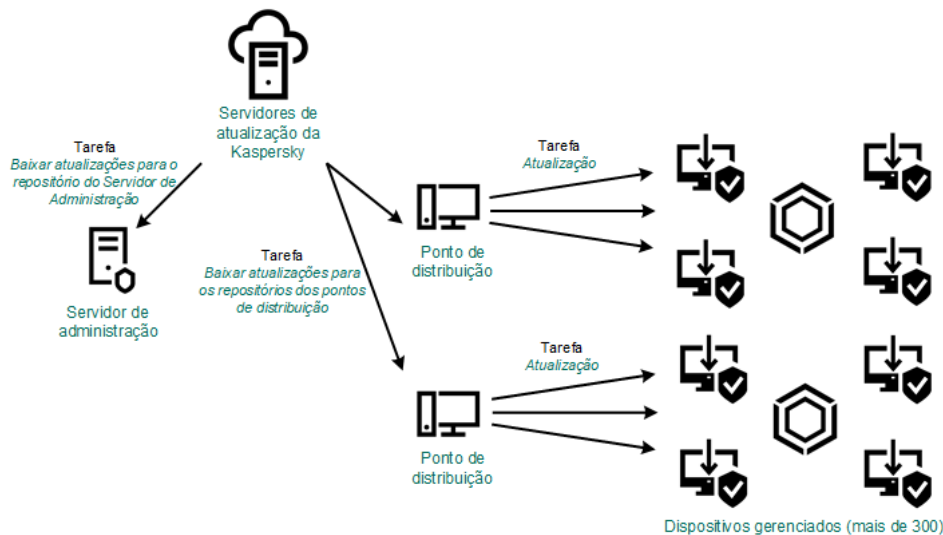 Servidores de
atualização da
Kaspersky
Tarefa
Baixar atualizações para o
repositório do Servidor de
Administração
Servidor de
administração
Tarefa
Baixar atualizações para
os repositórios dos pontos
de distribuição
Tarefa
Atualização
Ponto de
distribuição
Tarefa
Atualização
Ponto de
distribuição
Dispositivos gerenciados (mais de 300)